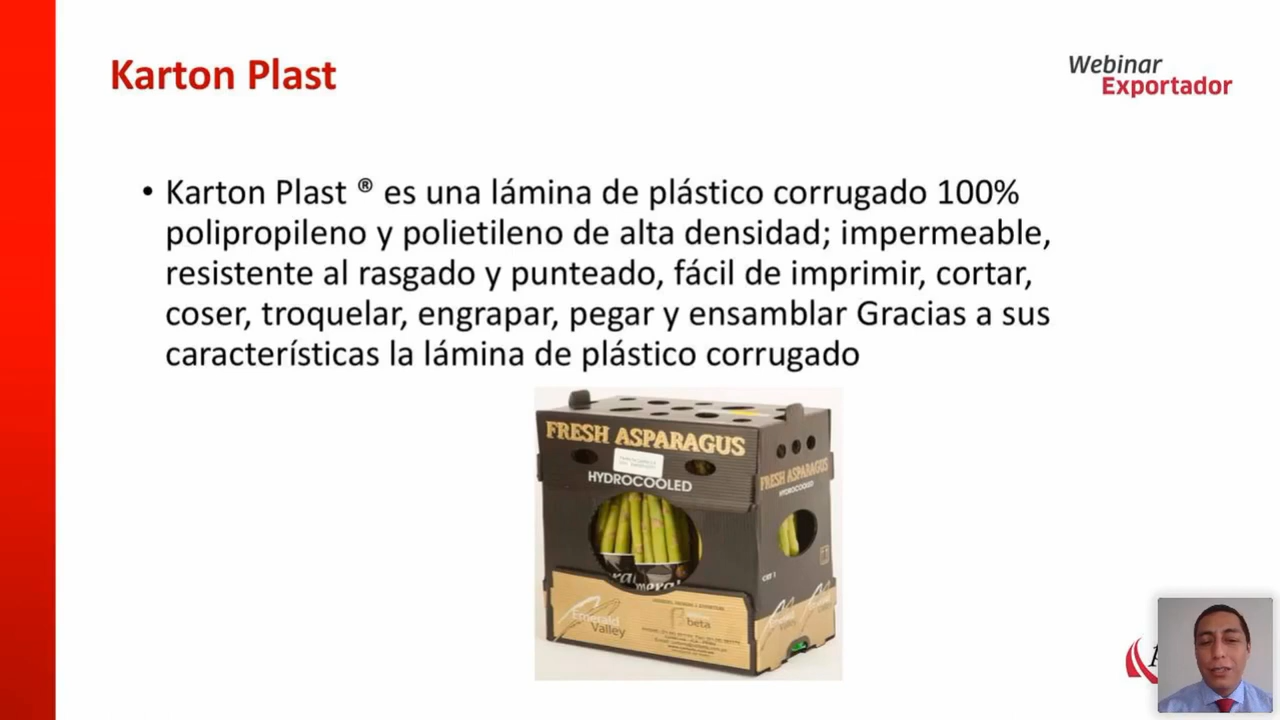 Karton Plast
Webinar
Exportador
• Karton Plast ® es una lámina de plástico corrugado 100%
polipropileno y polietileno de alta densidad; impermeable,
resistente al rasgado y punteado, fácil de imprimir, cortar,
coser, troquelar, engrapar, pegar y ensamblar Gracias a sus
características la lámina de plástico corrugado
FRESH ASPARAGUS
HYDROCOOLED
FRESH ASPARAGUS
HYDROCOOLED
Emerald
Valley
beta